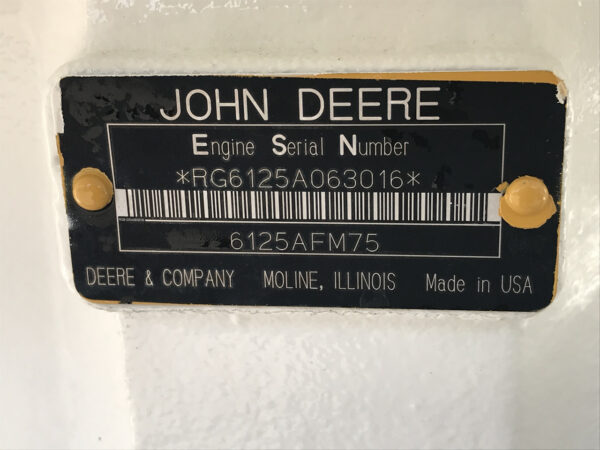 JOHN DEERE
Engine Serial Number
*RG6125A063016*
6125AFM75
DEERE & COMPANY MOLINE, ILLINOIS Made in USA